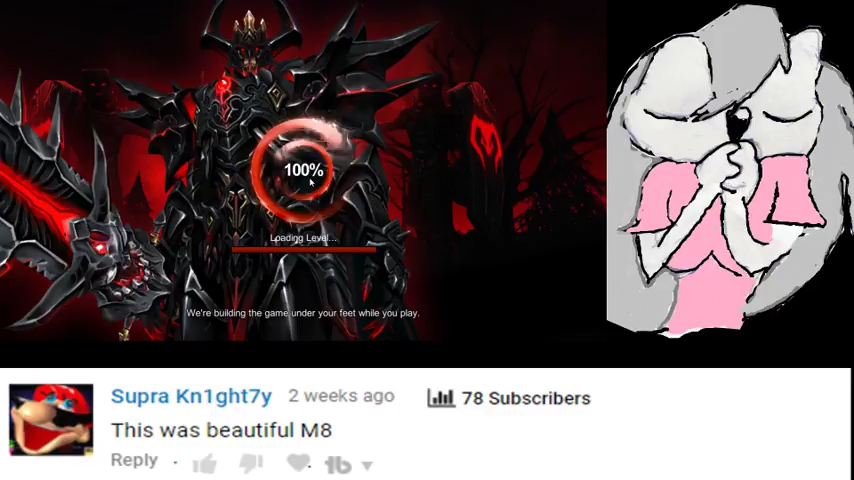 100%
Loading Level...
We're building the game under your feet while you play.
Supra Kn1ght7y 2 weeks ago 78 Subscribers
This was beautiful M8
Reply · tb